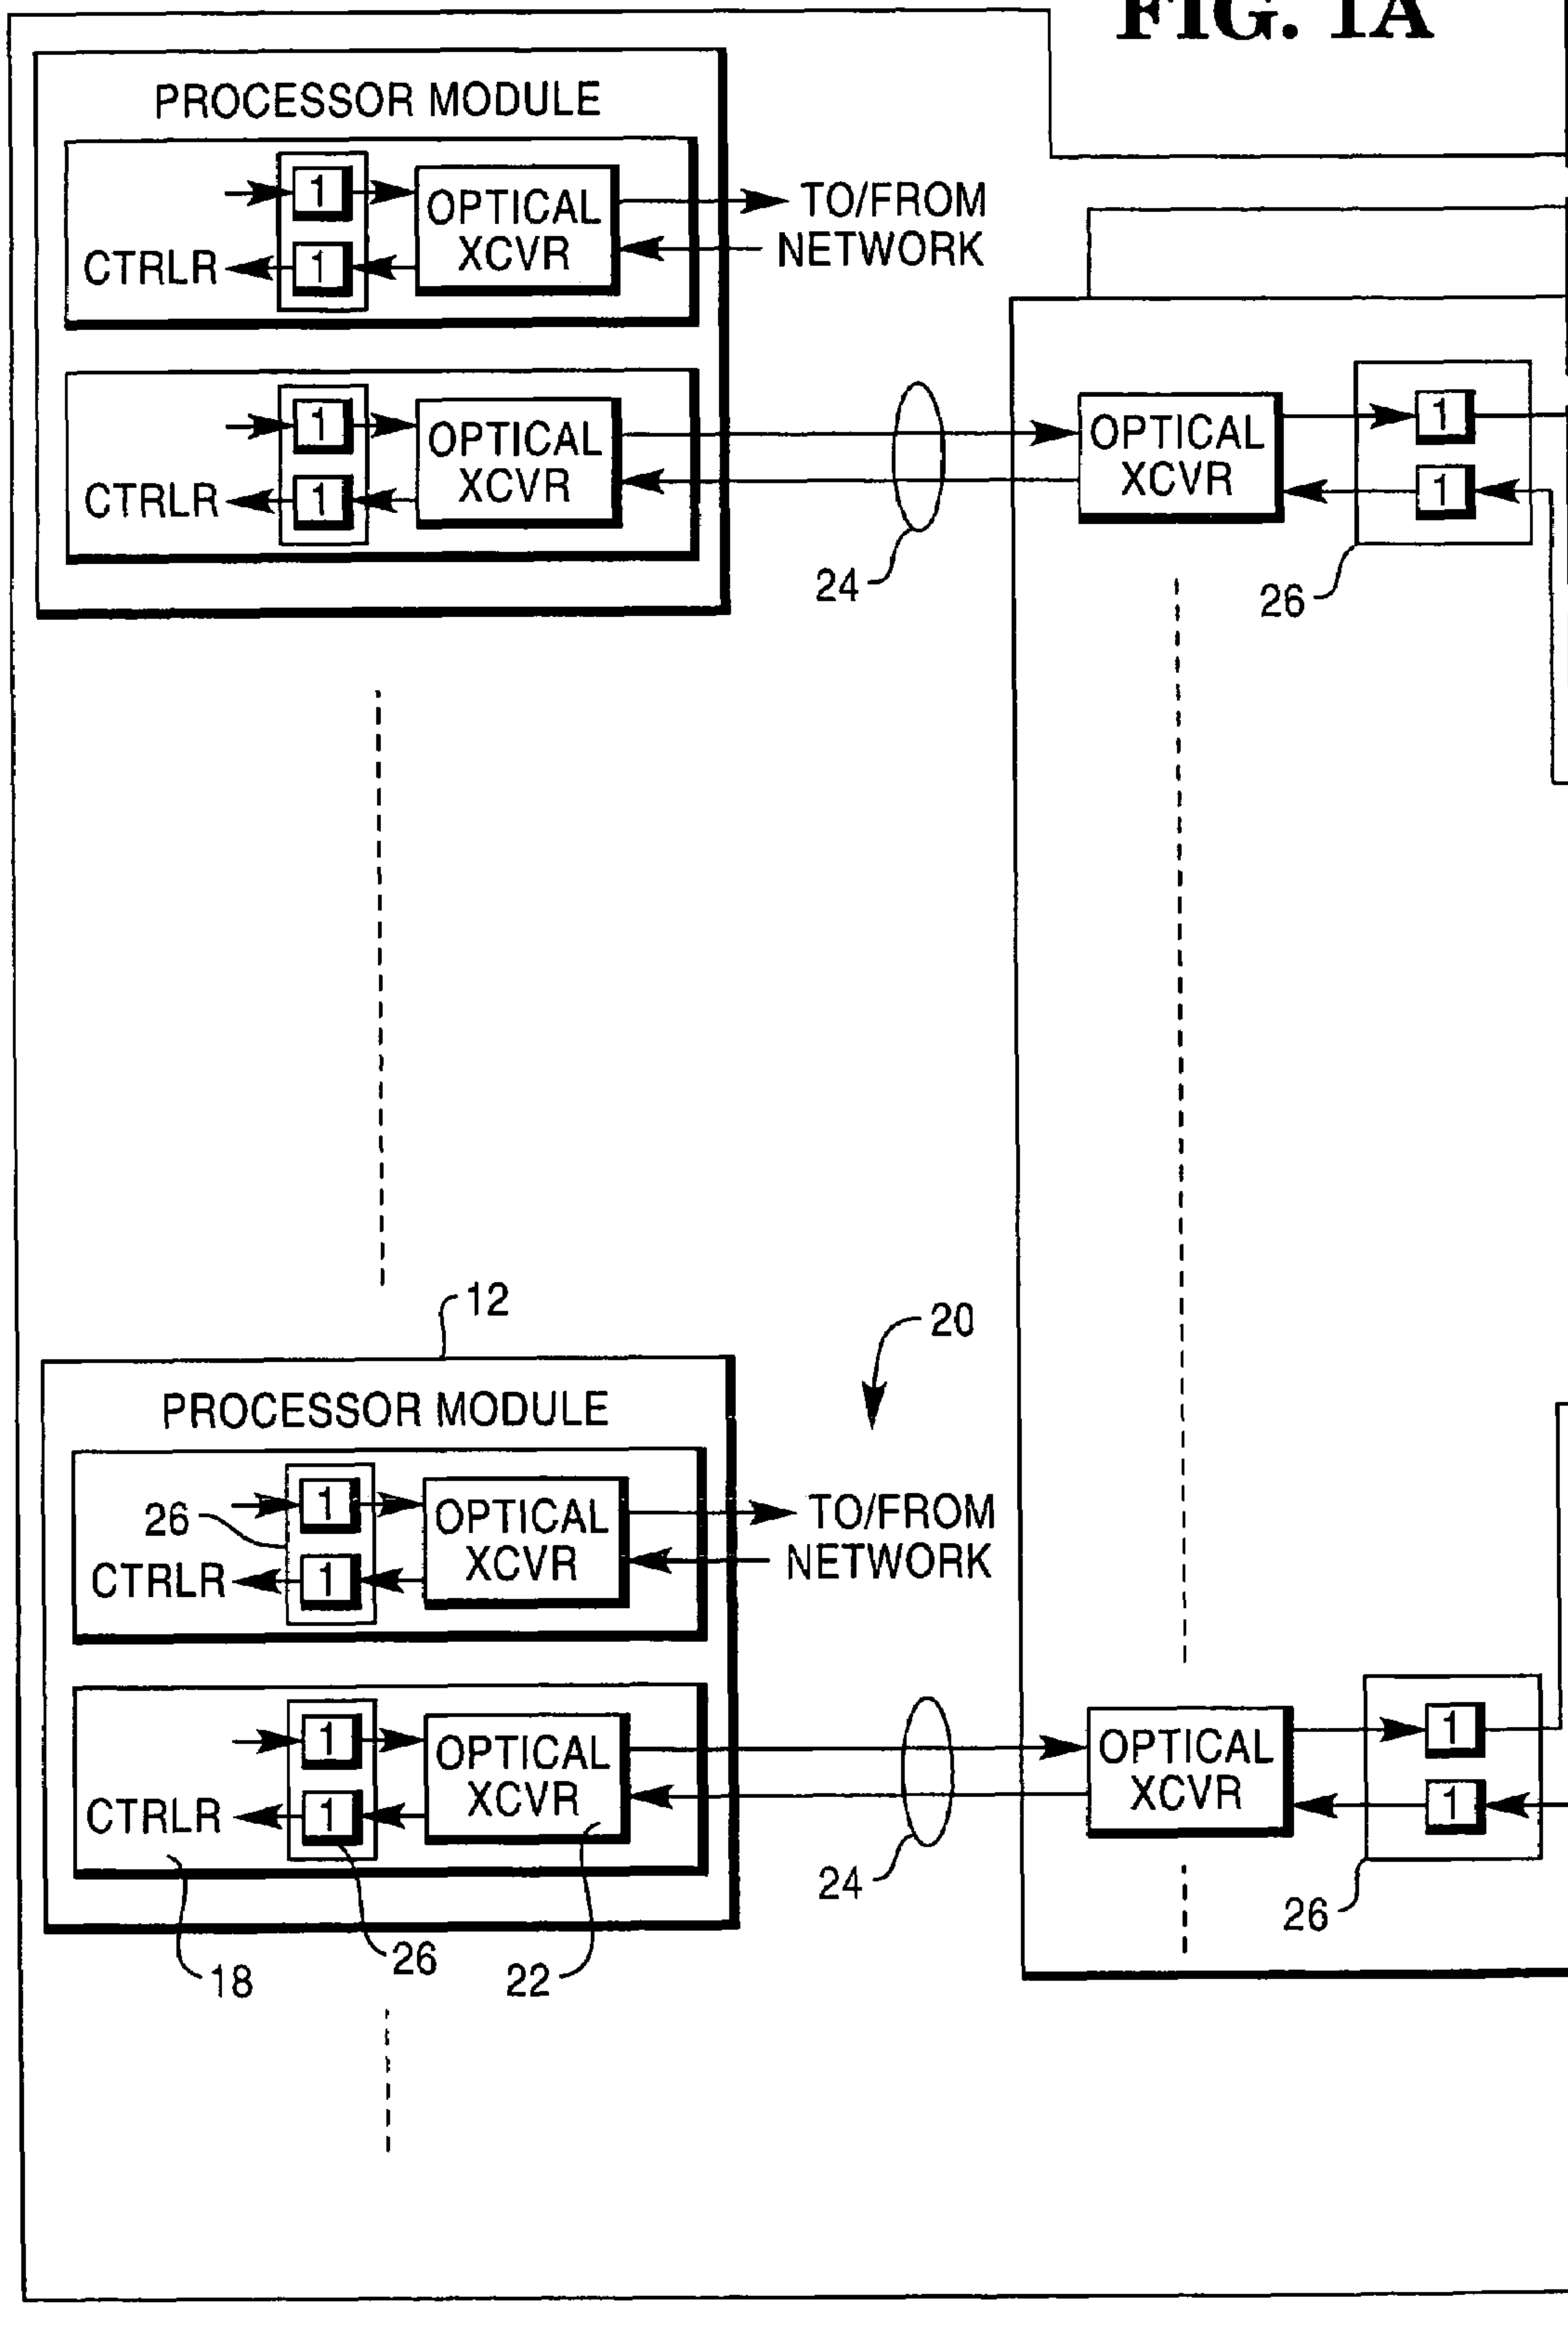 FIG. 1A
PROCESSOR MODULE
1
OPTICAL
XCVR
TO/FROM
NETWORK
CTRLR
1
1
OPTICAL
XCVR
CTRLR
1
24
OPTICAL
XCVR
1
1
26
12
20
PROCESSOR MODULE
26
1
OPTICAL
XCVR
TO/FROM
NETWORK
CTRLR
1
1
OPTICAL
XCVR
CTRLR
1
18
26
22
24
OPTICAL
XCVR
1
1
26